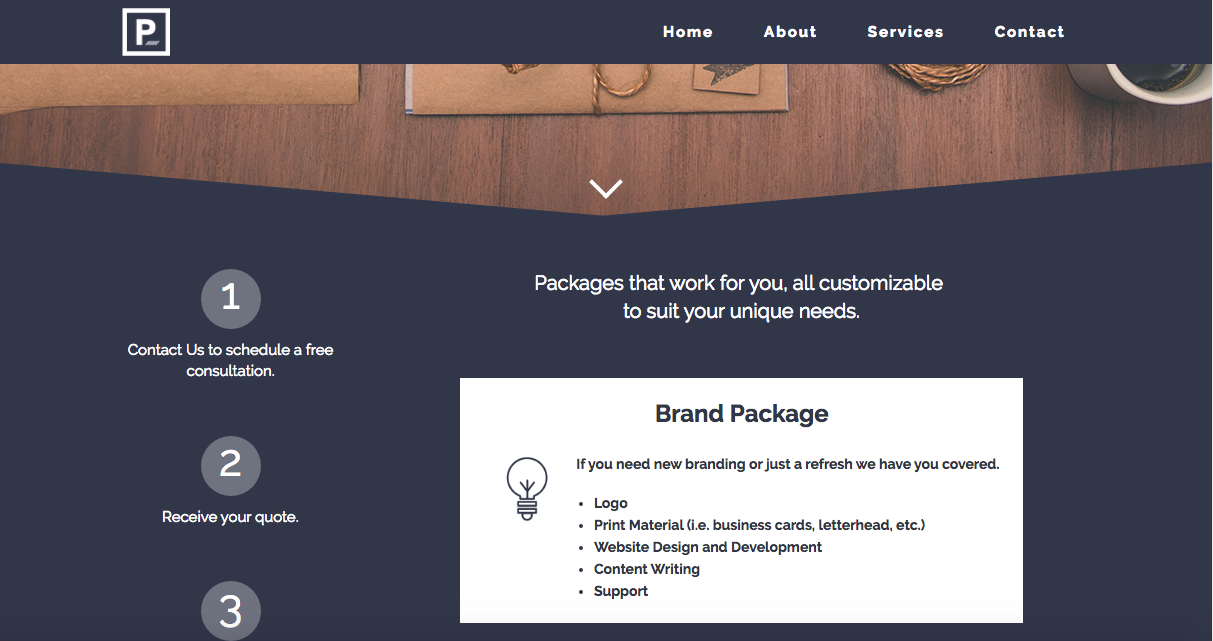 P
Home About Services Contact
1
Contact Us to schedule a free
consultation.
2
Receive your quote.
3
Packages that work for you, all customizable
to suit your unique needs.
Brand Package
If you need new branding or just a refresh we have you covered.
• Logo
• Print Material (i.e. business cards, letterhead, etc.)
• Website Design and Development
• Content Writing
• Support